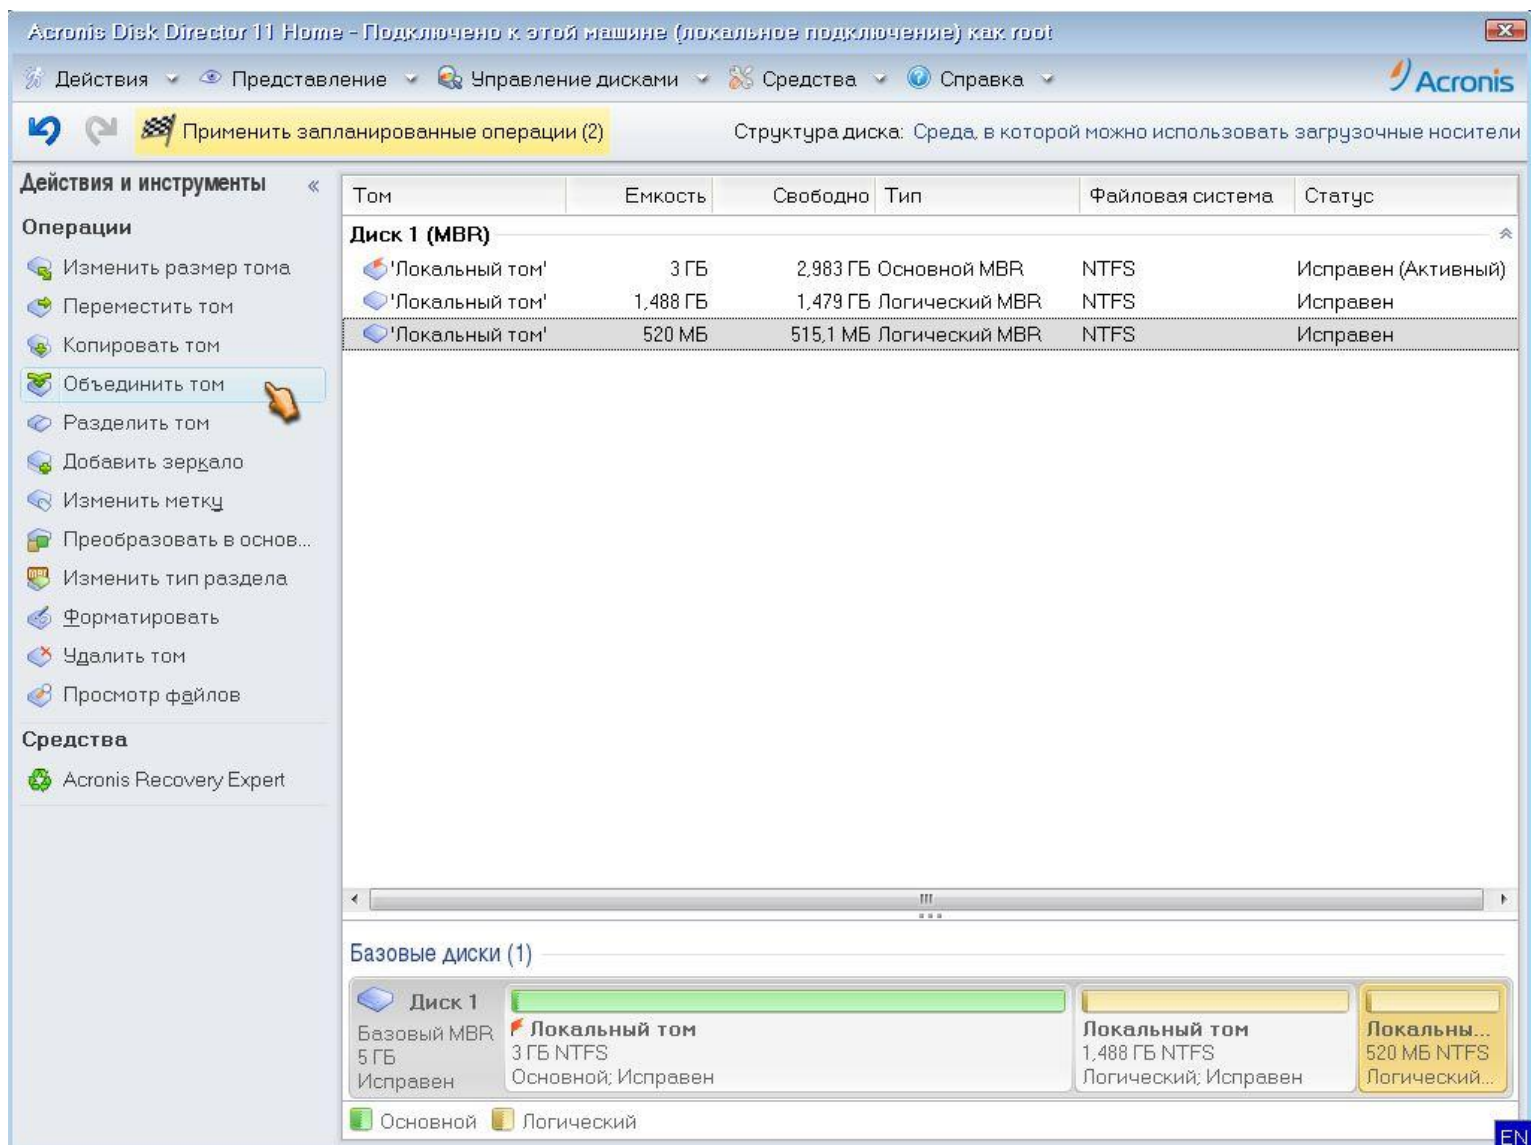 Acronis Disk Director 11 Home - Подключено к этой машине (локальное подключение) как root
Действия Представление Управление дисками Средства Справка Acronis
Применить запланированные операции (2) Структура диска: Среда, в которой можно использовать загрузочные носители
Действия и инструменты «
Операции
Изменить размер тома
Переместить том
Копировать том
Объединить том
Разделить том
Добавить зеркало
Изменить метку
Преобразовать в основ...
Изменить тип раздела
Форматировать
Удалить том
Просмотр файлов
Средства
Acronis Recovery Expert
Том Емкость Свободно Тип Файловая система Статус
Диск 1 (MBR)
'Локальный том' 3 ГБ 2,983 ГБ Основной MBR NTFS Исправен (Активный)
'Локальный том' 1,488 ГБ 1,479 ГБ Логический MBR NTFS Исправен
'Локальный том' 520 МБ 515,1 МБ Логический MBR NTFS Исправен
Базовые диски (1)
Диск 1
Базовый MBR
5 ГБ
Исправен
Локальный том
3 ГБ NTFS
Основной; Исправен
Локальный том
1,488 ГБ NTFS
Логический; Исправен
Локальны...
520 МБ NTFS
Логический...
Основной Логический
EN